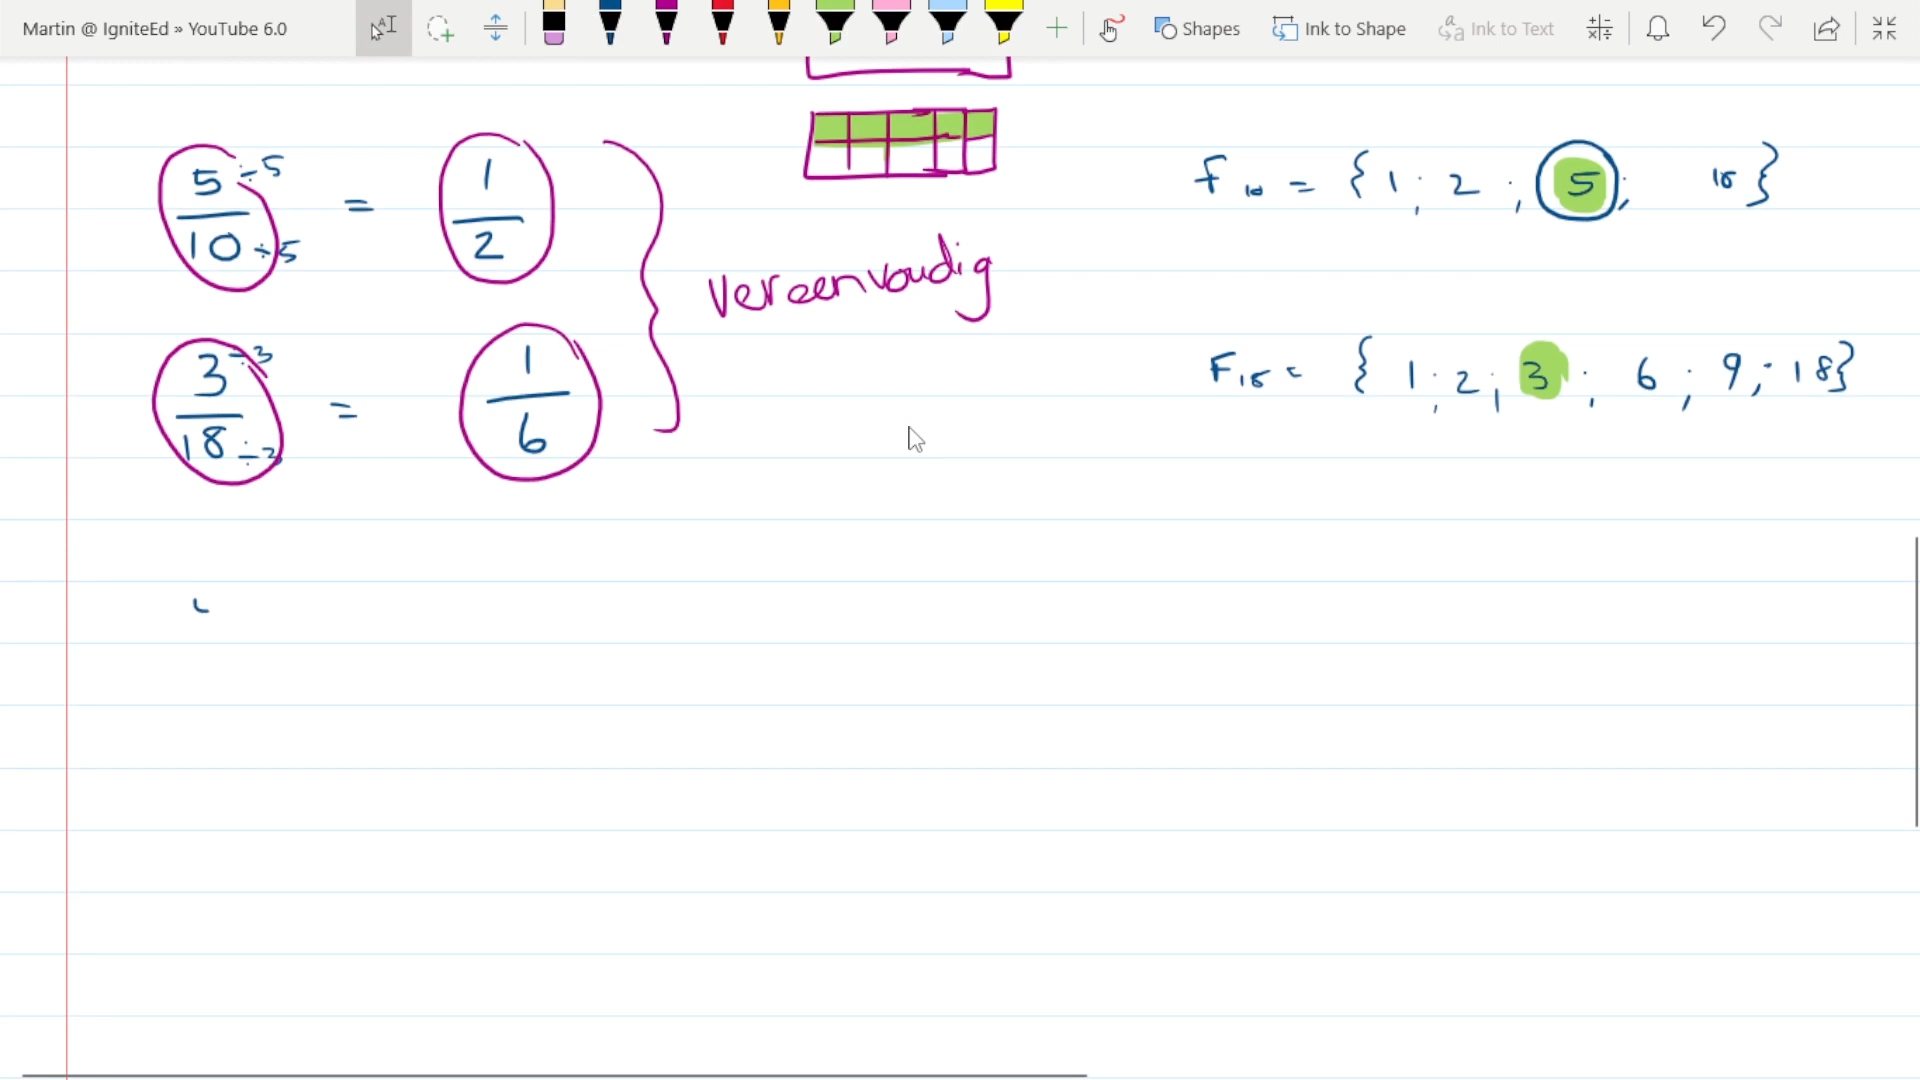 Martin @ IgniteEd » YouTube 6.0
Shapes
Ink to Shape
Ink to Text
5 ÷5
10 ÷5
=
1
2
F10 = {1; 2; 5; 10}
vereenvoudig
3 ÷3
18 ÷3
=
1
6
F18 = {1; 2; 3; 6; 9; 18}